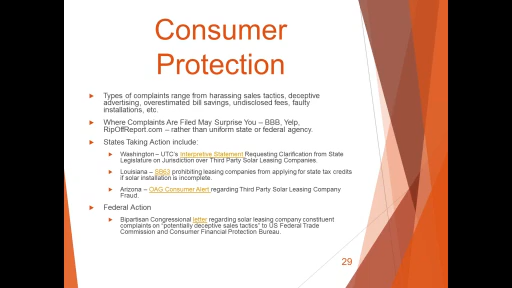 Consumer
Protection
Types of complaints range from harassing sales tactics, deceptive
advertising, overestimated bill savings, undisclosed fees, faulty
installations, etc.
Where Complaints Are Filed May Surprise You – BBB, Yelp,
RipOffReport.com – rather than uniform state or federal agency.
States Taking Action include:
Washington – UTC's Interpretive Statement Requesting Clarification from State
Legislature on Jurisdiction over Third Party Solar Leasing Companies.
Louisiana – SB63 prohibiting leasing companies from applying for state tax credits
if solar installation is incomplete.
Arizona – OAG Consumer Alert regarding Third Party Solar Leasing Company
Fraud.
Federal Action
Bipartisan Congressional letter regarding solar leasing company constituent
complaints on "potentially deceptive sales tactics" to US Federal Trade
Commission and Consumer Financial Protection Bureau.
29